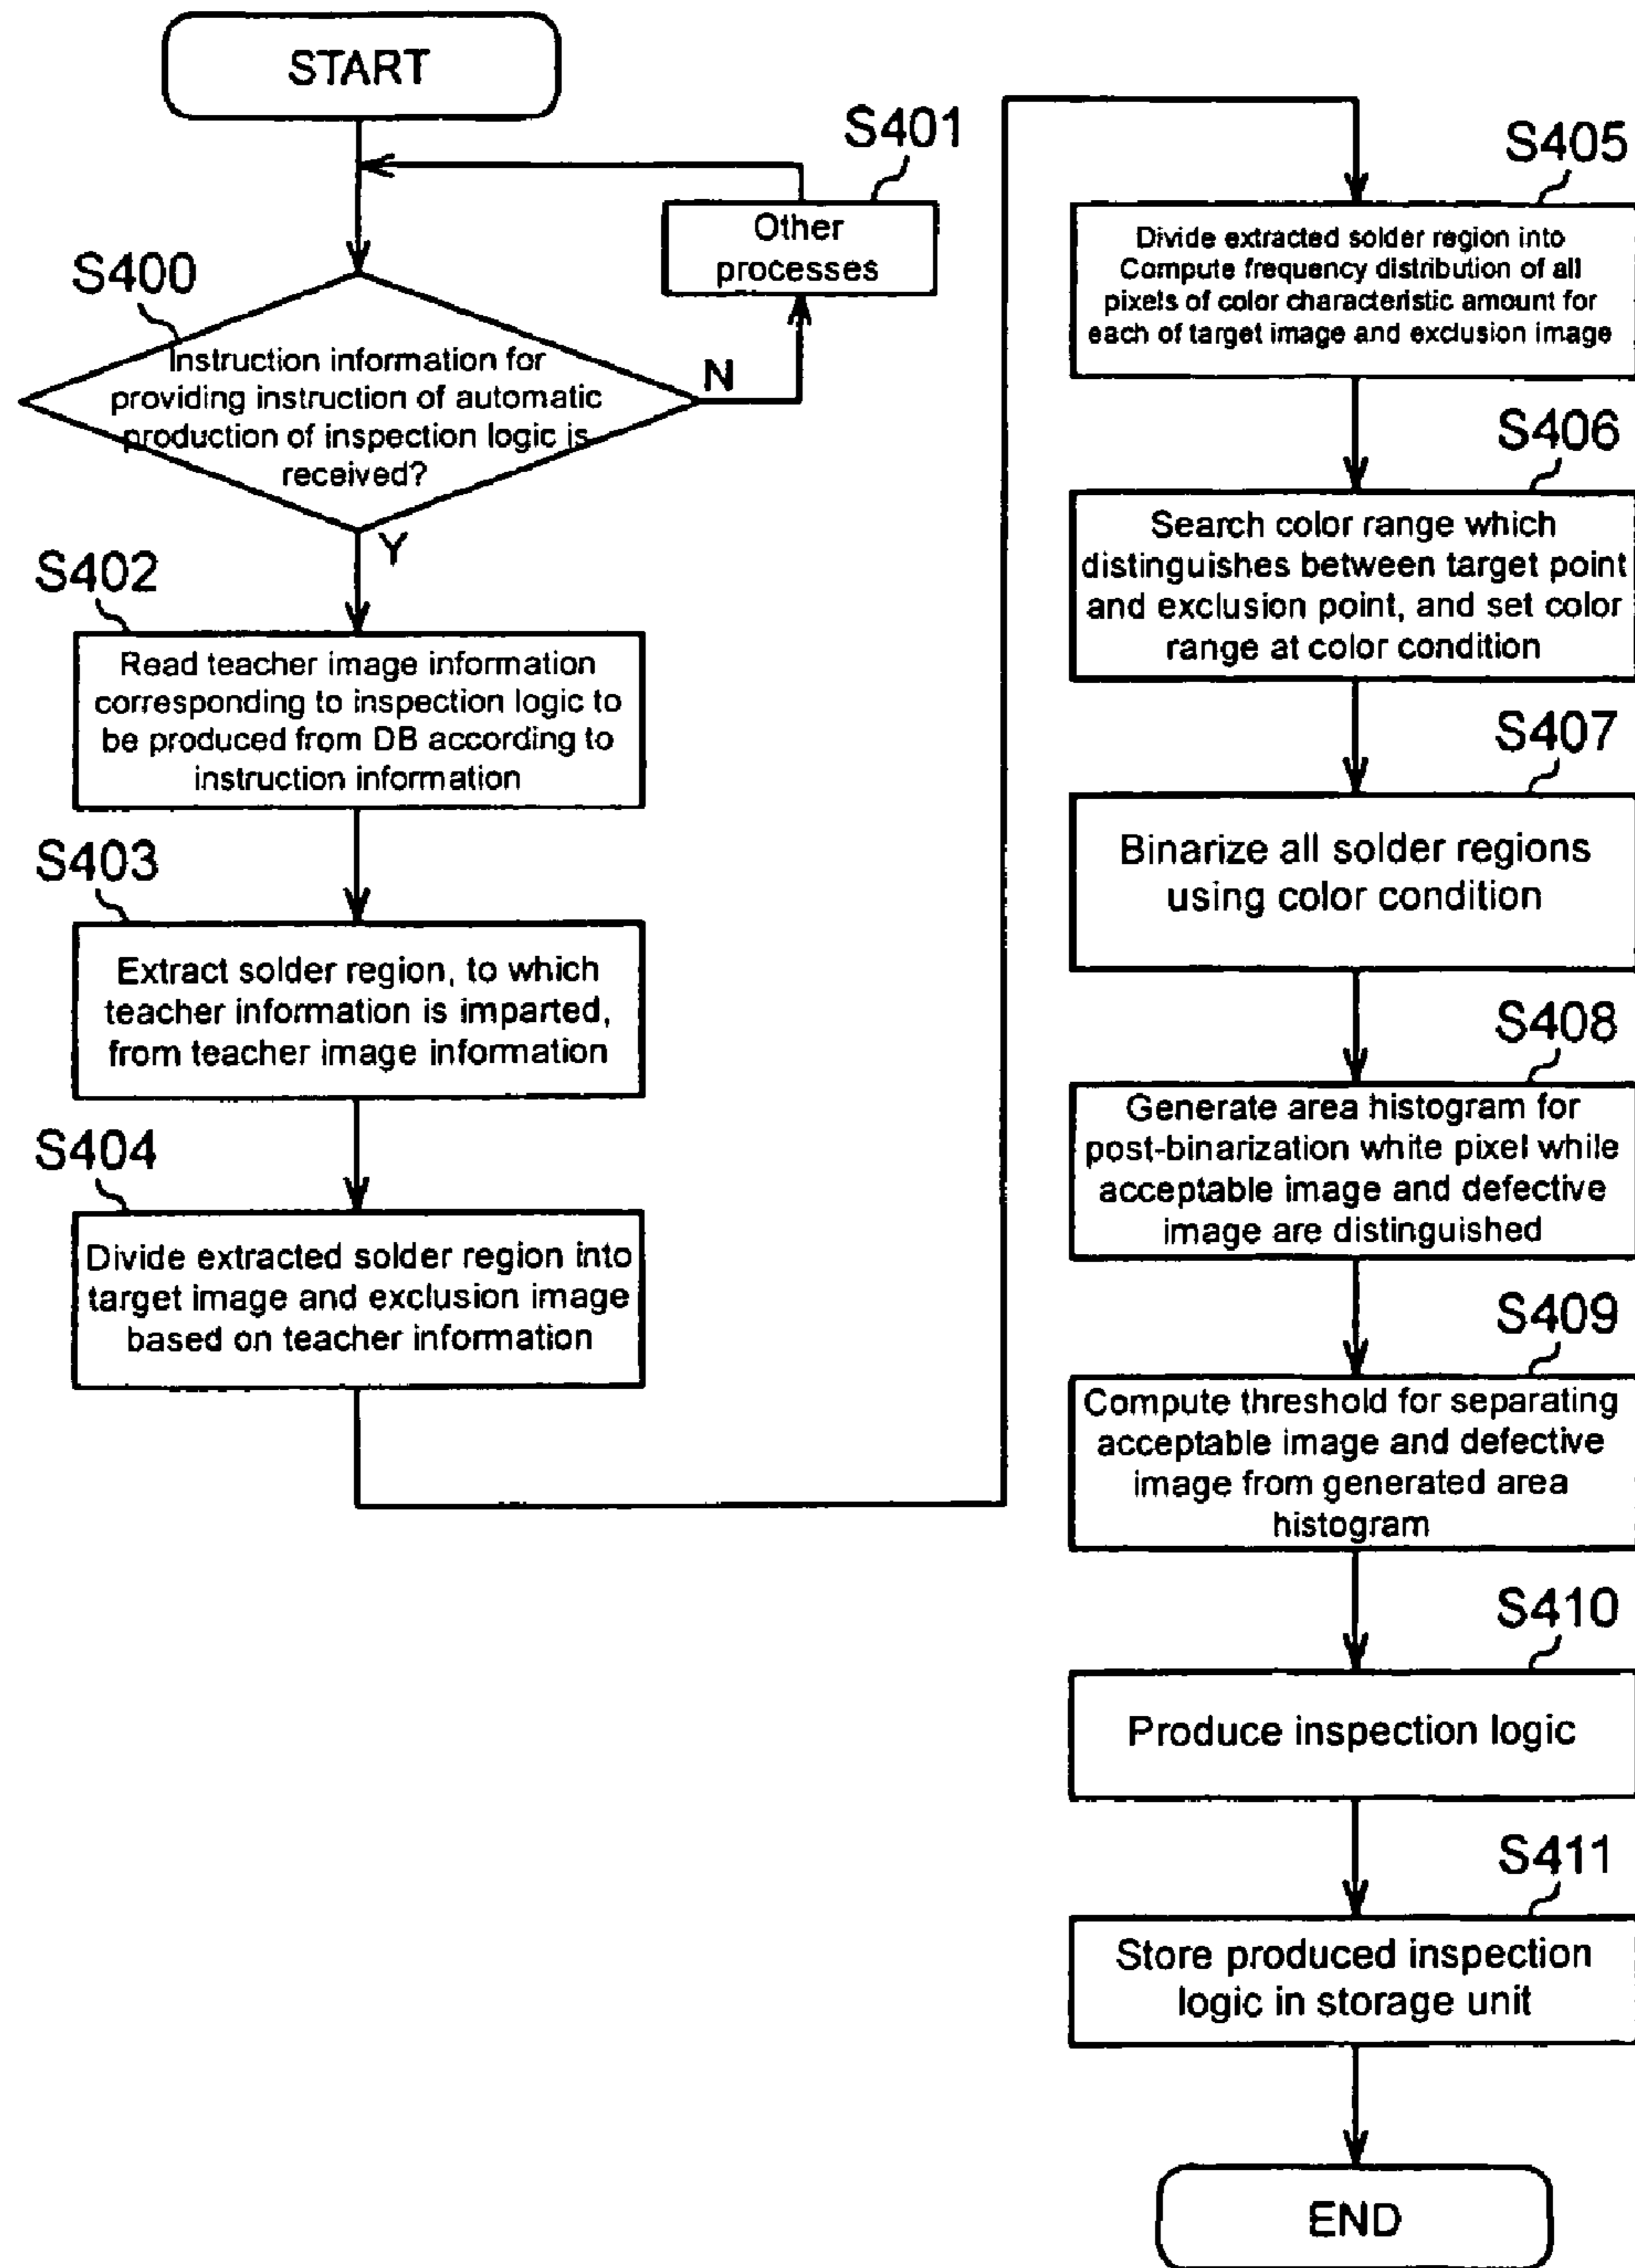 START
S401
Other
processes
S400
Instruction information for
providing instruction of automatic
production of inspection logic is
received?
N
Y
S402
Read teacher image information
corresponding to inspection logic to
be produced from DB according to
instruction information
S403
Extract solder region, to which
teacher information is imparted,
from teacher image information
S404
Divide extracted solder region into
target image and exclusion image
based on teacher information
S405
Divide extracted solder region into
Compute frequency distribution of all
pixels of color characteristic amount for
each of target image and exclusion image
S406
Search color range which
distinguishes between target point
and exclusion point, and set color
range at color condition
S407
Binarize all solder regions
using color condition
S408
Generate area histogram for
post-binarization white pixel while
acceptable image and defective
image are distinguished
S409
Compute threshold for separating
acceptable image and defective
image from generated area
histogram
S410
Produce inspection logic
S411
Store produced inspection
logic in storage unit
END